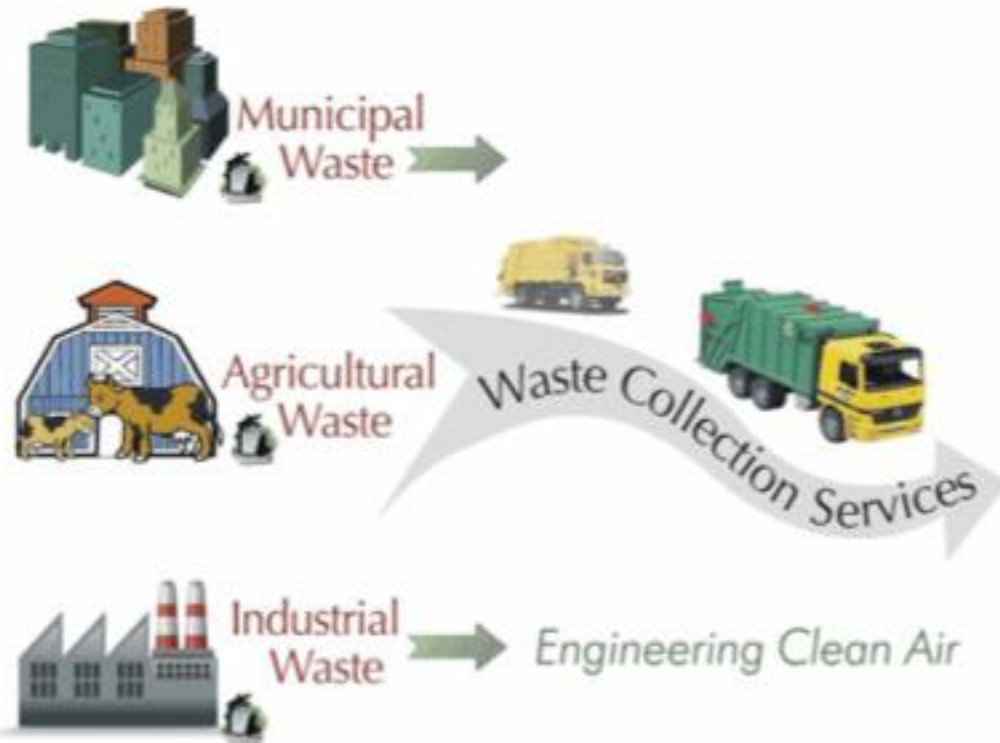 Municipal
Waste
Agricultural
Waste
Waste Collection Services
Industrial
Waste
Engineering Clean Air